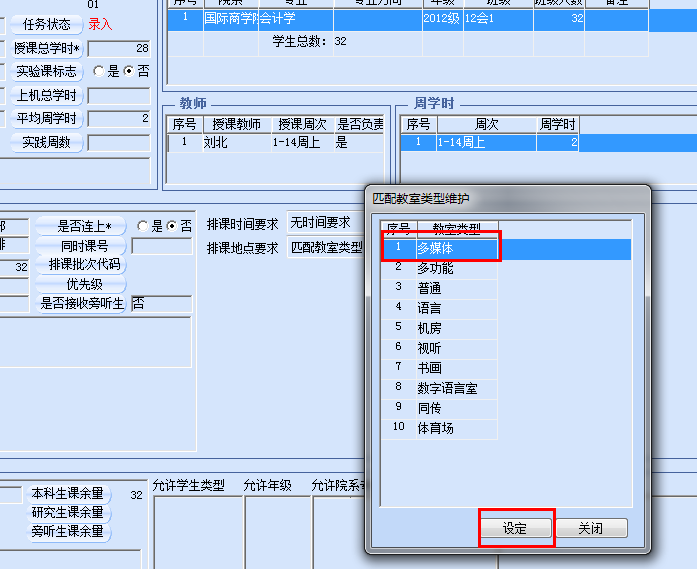 01
任务状态 录入
授课总学时* 28
实验课标志 是 否
上机总学时
平均周学时 2
实践周数
序号 院系 专业 专业方向 年级 班级 班级人数 备注
1 国际商学院 会计学 2012级 12会1 32
学生总数: 32
教师
序号 授课教师 授课周次 是否负责
1 刘北 1-14周上 是
周学时
序号 周次 周学时
1 1-14周上 2
是否连上* 是 否
同时课号
32 排课批次代码
优先级
是否接收旁听生 否
排课时间要求 无时间要求
排课地点要求 匹配教室类型
匹配教室类型维护
序号 教室类型
1 多媒体
2 多功能
3 普通
4 语言
5 机房
6 视听
7 书画
8 数字语言室
9 同传
10 体育场
设定 关闭
本科生课余量 32
研究生课余量
旁听生课余量
允许学生类型 允许年级 允许院系